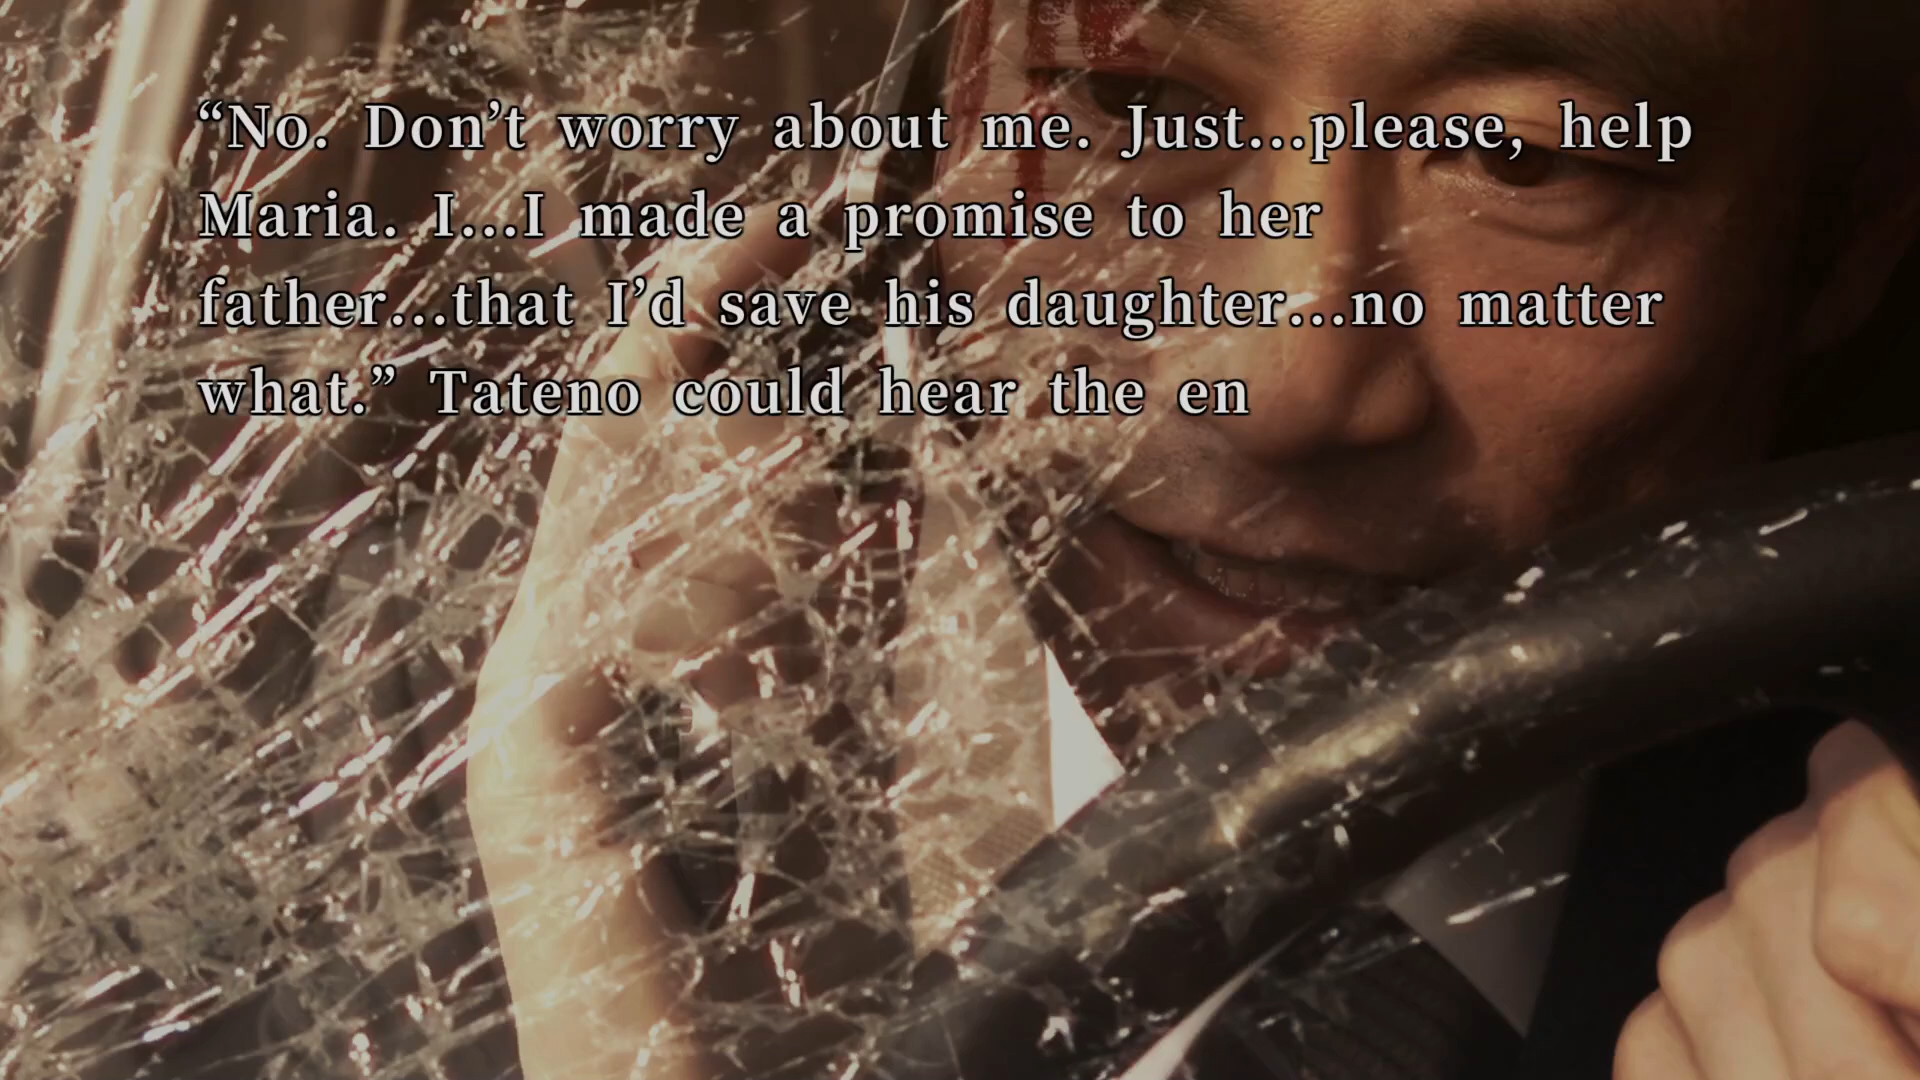 “No. Don’t worry about me. Just...please, help
Maria. I...I made a promise to her
father...that I’d save his daughter...no matter
what.” Tateno could hear the en